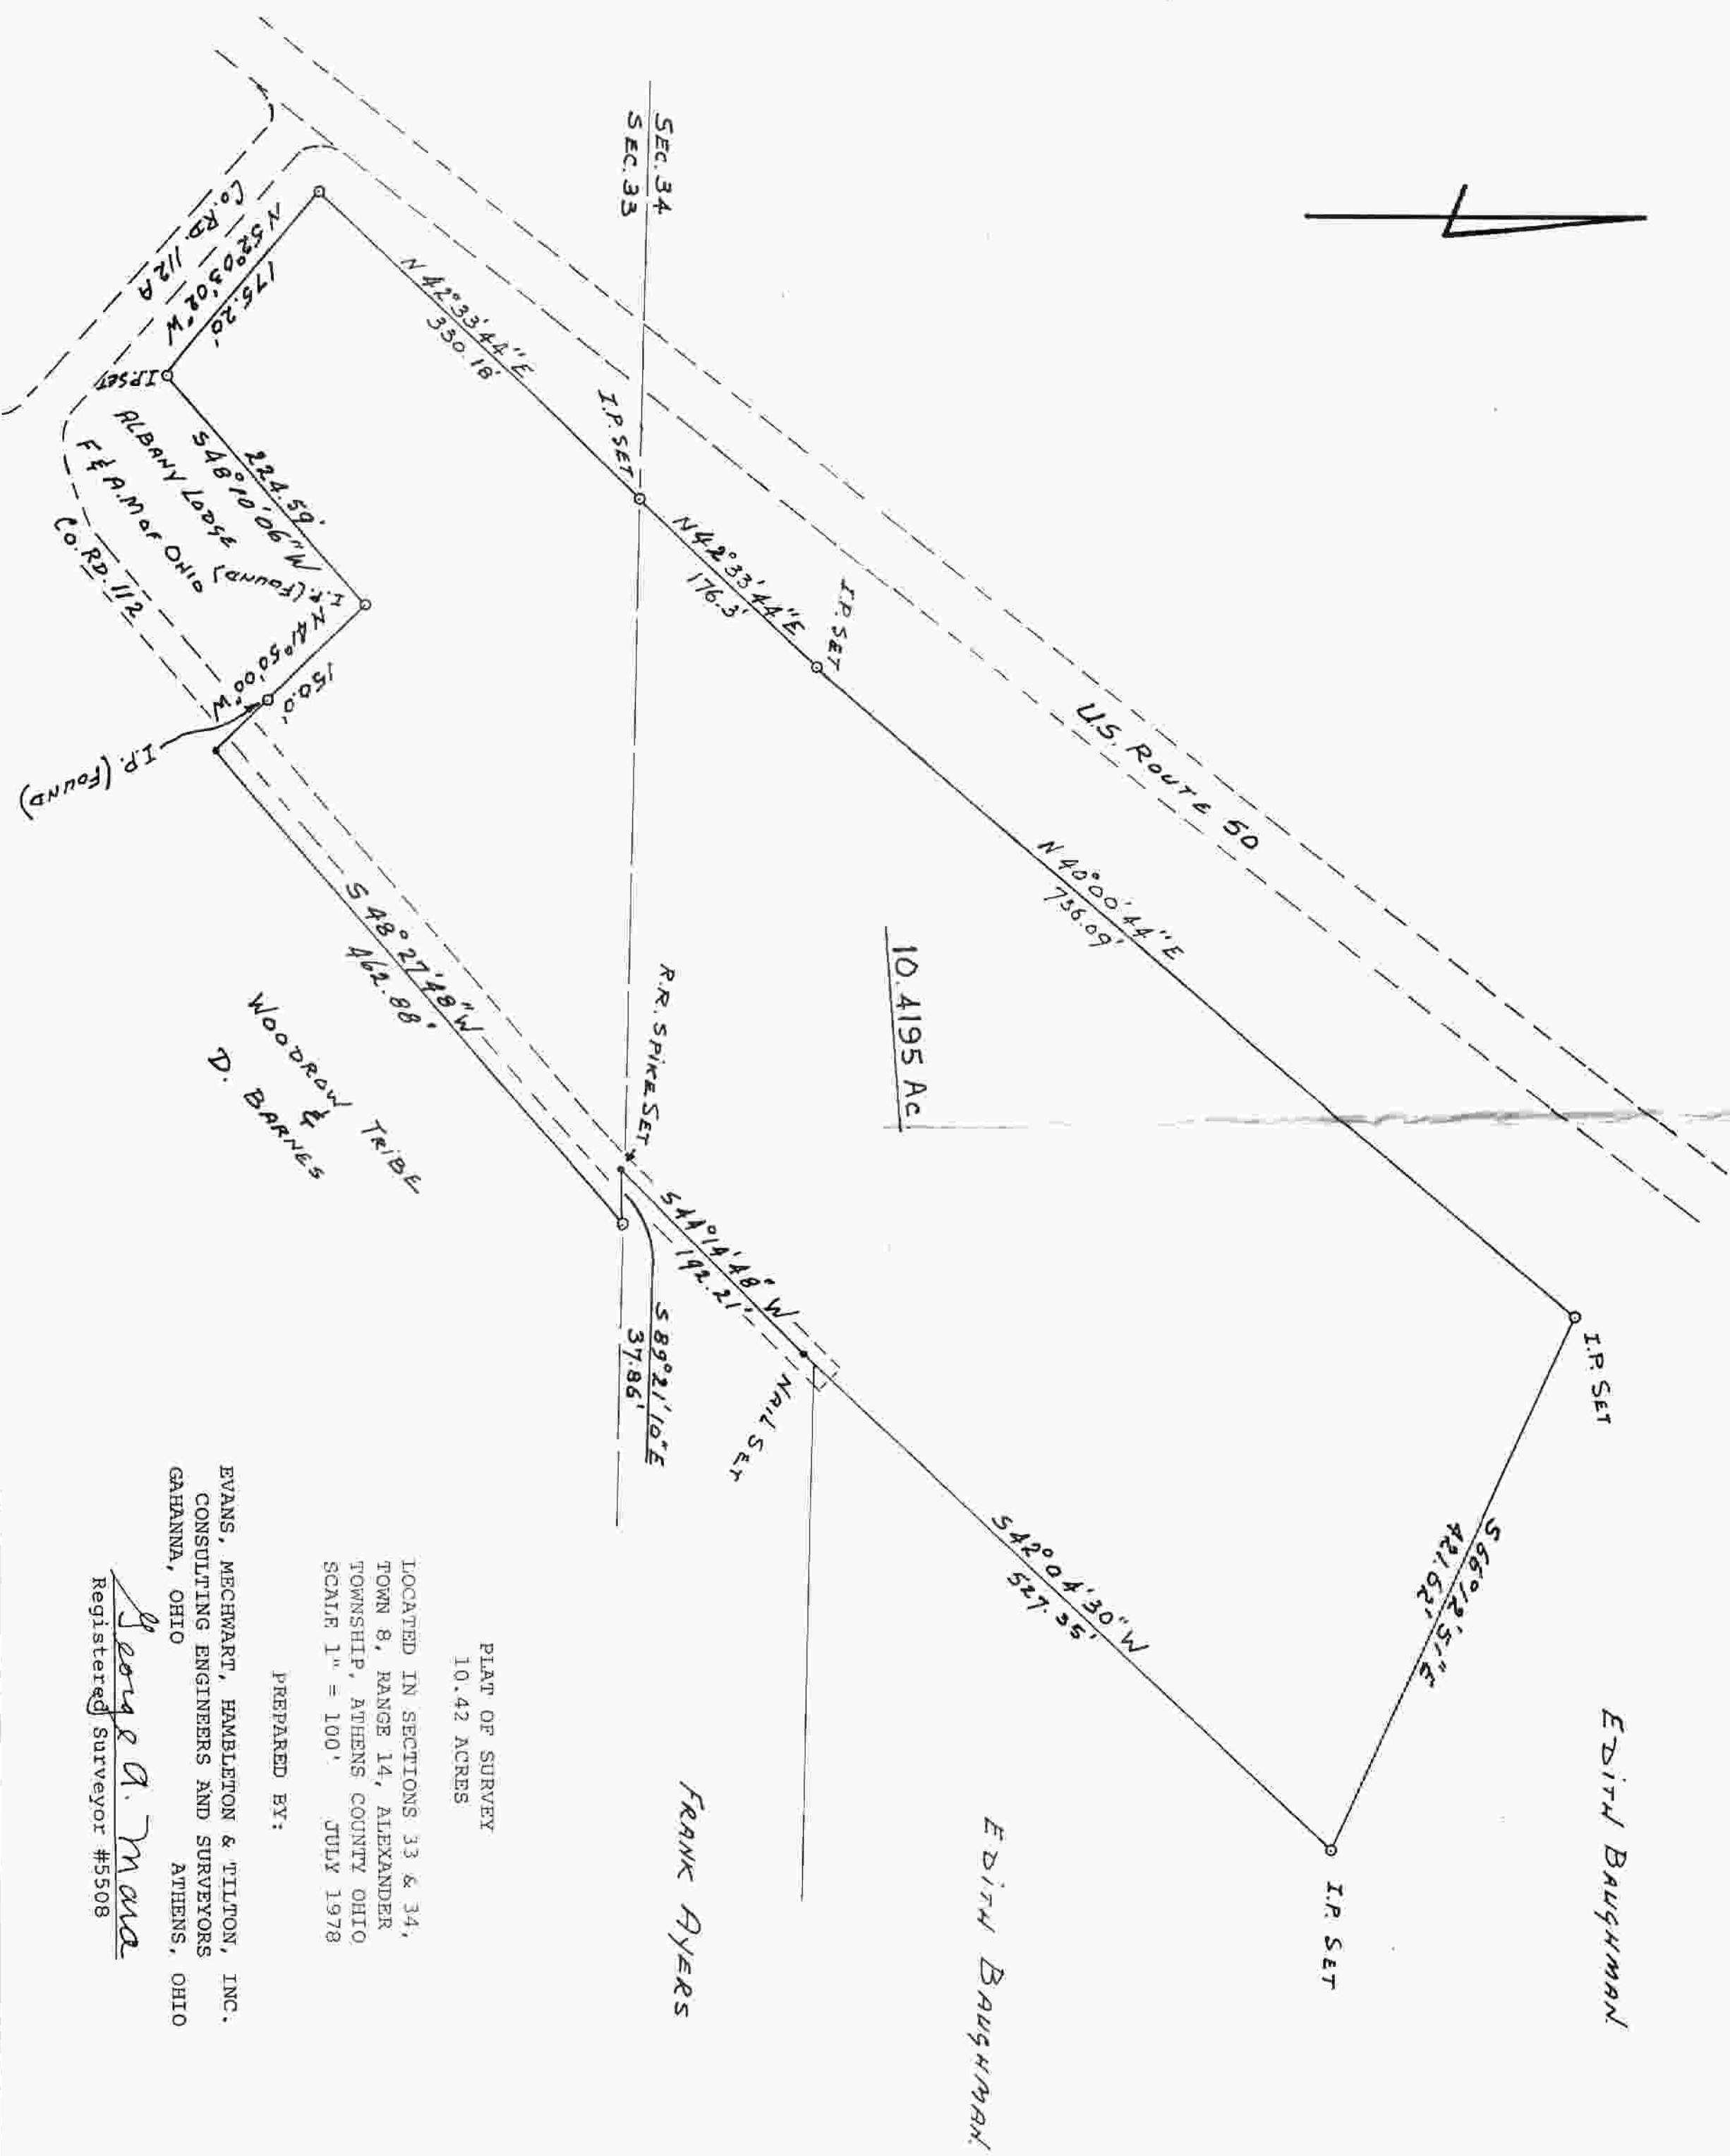 SEC. 34
SEC. 33
U.S. ROUTE 50
CO. RD. 112 A
N 52°03'02" W
175.20'
N 42°33'44" E
330.18'
I.P. SET
N 42°33'44" E
176.3'
I.P. SET
N 40°00'44" E
736.09'
I.P. SET
S 66°12'51" E
421.62'
I.P. SET
S 42°04'30" W
527.35'
NAIL SET
S 44°14'48" W
192.21'
R.R. SPIKE SET
S 89°21'10" E
37.86'
S 48°27'48" W
462.88'
I.P. (FOUND)
N 41°50'00" W
150.0'
I.P. (FOUND)
224.59'
S 48°10'06" W
I.P. SET
ALBANY LODGE
F & A.M OF OHIO
CO. RD. 112
10.4195 Ac
WOODROW TRIBE
&
D. BARNES
EDITH BAUGHMAN
EDITH BAUGHMAN
FRANK AYERS
PLAT OF SURVEY
10.42 ACRES
LOCATED IN SECTIONS 33 & 34,
TOWN 8, RANGE 14, ALEXANDER
TOWNSHIP, ATHENS COUNTY OHIO
SCALE 1" = 100' JULY 1978
PREPARED BY:
EVANS, MECHWART, HAMBLETON & TILTON, INC.
CONSULTING ENGINEERS AND SURVEYORS
GAHANNA, OHIO ATHENS, OHIO
George A. Mara
Registered Surveyor #5508